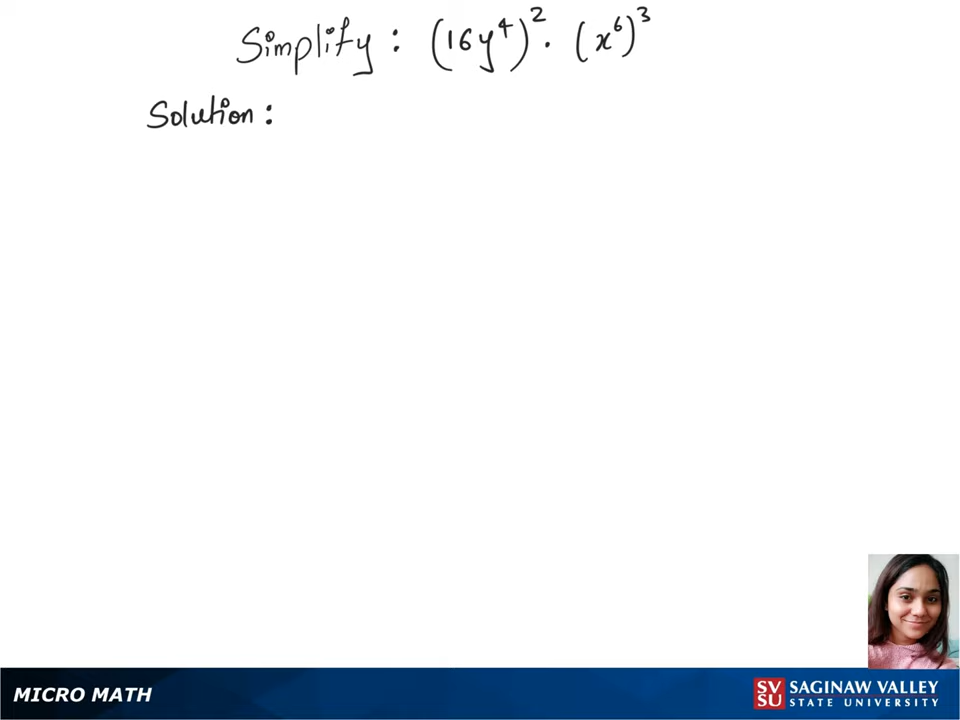 Simplify : (16y⁴)² · (x⁶)³
Solution :
MICRO MATH
SV SU SAGINAW VALLEY STATE UNIVERSITY